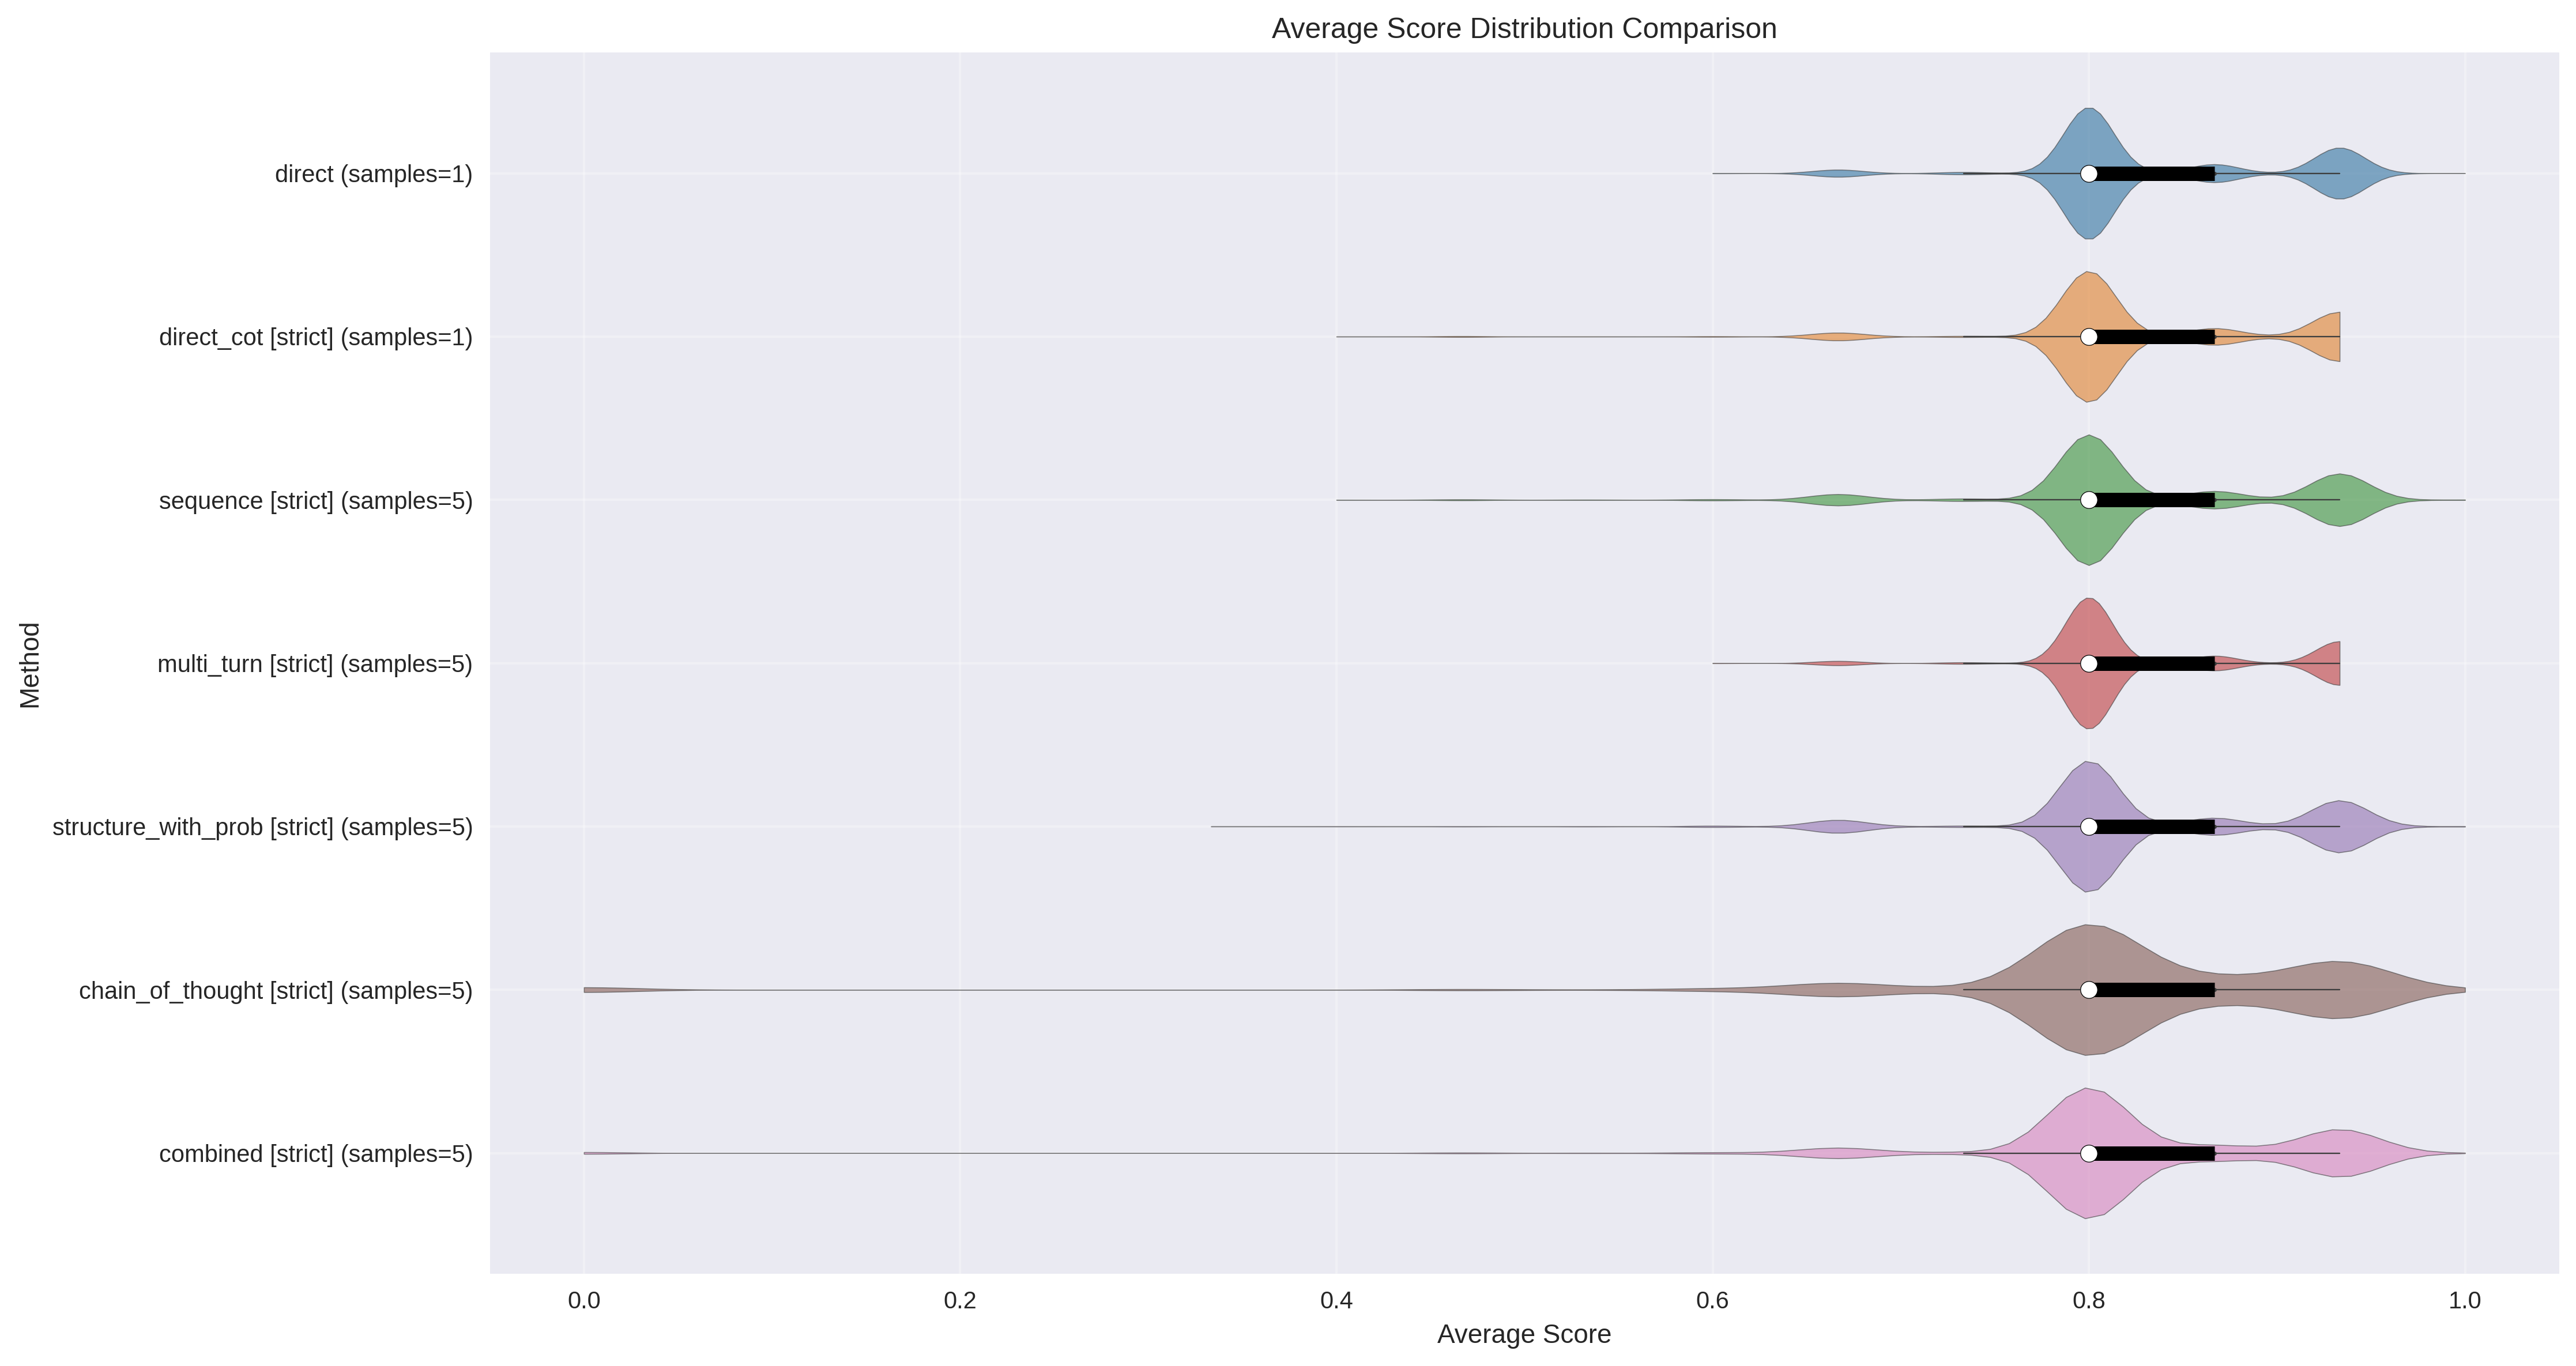 Average Score Distribution Comparison
Method
direct (samples=1)
direct_cot [strict] (samples=1)
sequence [strict] (samples=5)
multi_turn [strict] (samples=5)
structure_with_prob [strict] (samples=5)
chain_of_thought [strict] (samples=5)
combined [strict] (samples=5)
0.0 0.2 0.4 0.6 0.8 1.0
Average Score